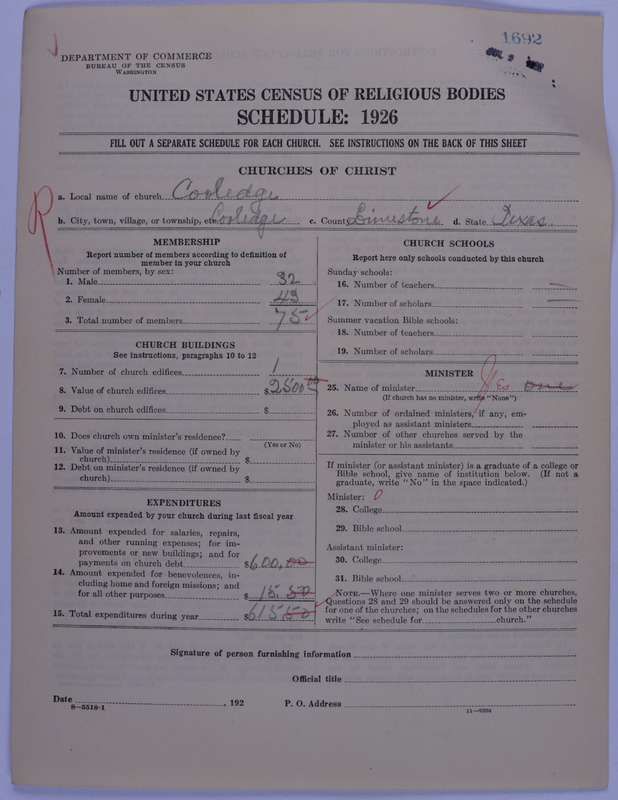 1692
DEPARTMENT OF COMMERCE
BUREAU OF THE CENSUS
WASHINGTON
UNITED STATES CENSUS OF RELIGIOUS BODIES
SCHEDULE: 1926
FILL OUT A SEPARATE SCHEDULE FOR EACH CHURCH. SEE INSTRUCTIONS ON THE BACK OF THIS SHEET
CHURCHES OF CHRIST
a. Local name of church Cooledge
b. City, town, village, or township, etc. Cooledge c. County Limestone d. State Texas.
R
MEMBERSHIP
Report number of members according to definition of
member in your church
Number of members, by sex:
1. Male 32
2. Female 43
3. Total number of members 75
CHURCH BUILDINGS
See instructions, paragraphs 10 to 12
7. Number of church edifices 1
8. Value of church edifices $2500 00
9. Debt on church edifices $
10. Does church own minister's residence?
(Yes or No)
11. Value of minister's residence (if owned by
church) $
12. Debt on minister's residence (if owned by
church) $
EXPENDITURES
Amount expended by your church during last fiscal year
13. Amount expended for salaries, repairs,
and other running expenses; for im-
provements or new buildings; and for
payments on church debt $600.00
14. Amount expended for benevolences, in-
cluding home and foreign missions; and
for all other purposes $ 15.50
15. Total expenditures during year $615 50
CHURCH SCHOOLS
Report here only schools conducted by this church
Sunday schools:
16. Number of teachers
17. Number of scholars
Summer vacation Bible schools:
18. Number of teachers
19. Number of scholars
MINISTER
25. Name of minister Yes one
(If church has no minister, write "None")
26. Number of ordained ministers, if any, em-
ployed as assistant ministers
27. Number of other churches served by the
minister or his assistants
If minister (or assistant minister) is a graduate of a college or
Bible school, give name of institution below. (If not a
graduate, write "No" in the space indicated.)
Minister: 0
28. College
29. Bible school
Assistant minister:
30. College
31. Bible school
NOTE.—Where one minister serves two or more churches,
Questions 28 and 29 should be answered only on the schedule
for one of the churches; on the schedules for the other churches
write "See schedule for church."
Signature of person furnishing information
Official title
Date , 192 P. O. Address
8—5518-1 11—9204